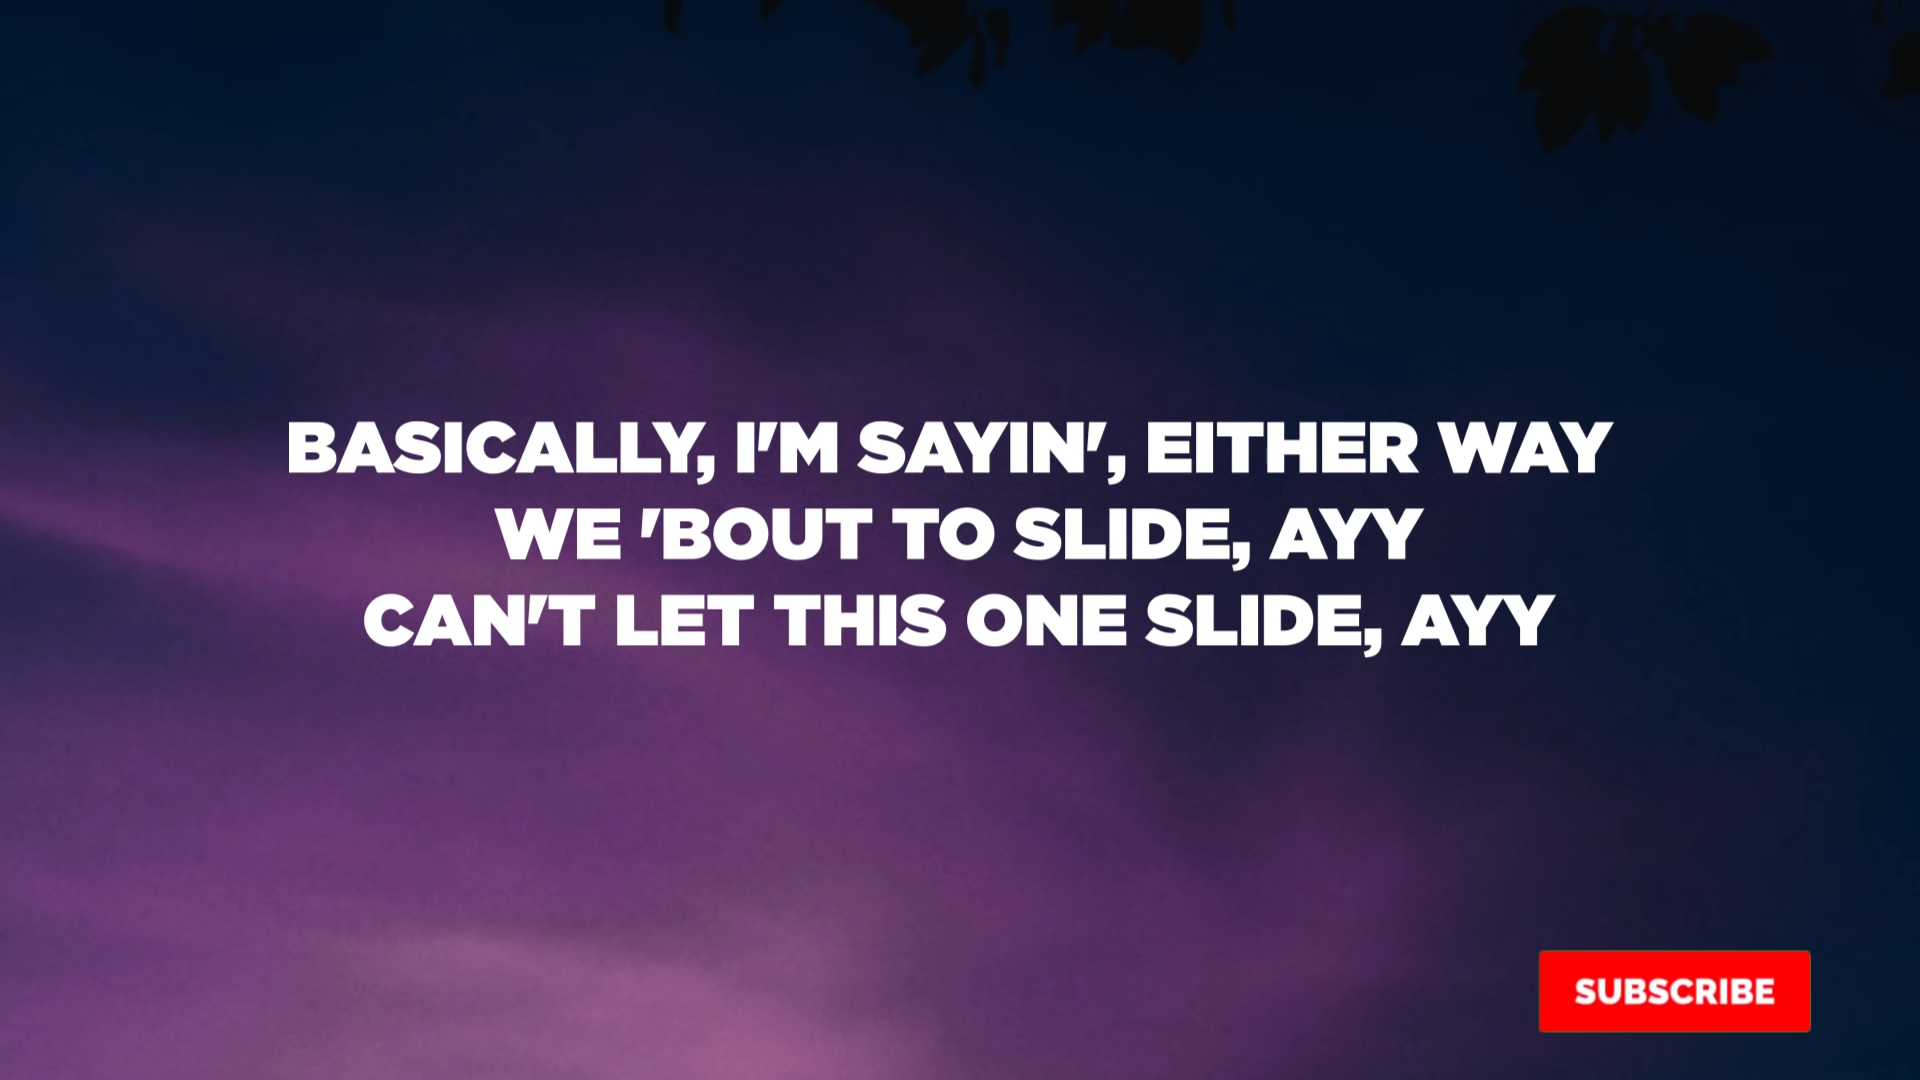 BASICALLY, I'M SAYIN', EITHER WAY
WE 'BOUT TO SLIDE, AYY
CAN'T LET THIS ONE SLIDE, AYY
SUBSCRIBE